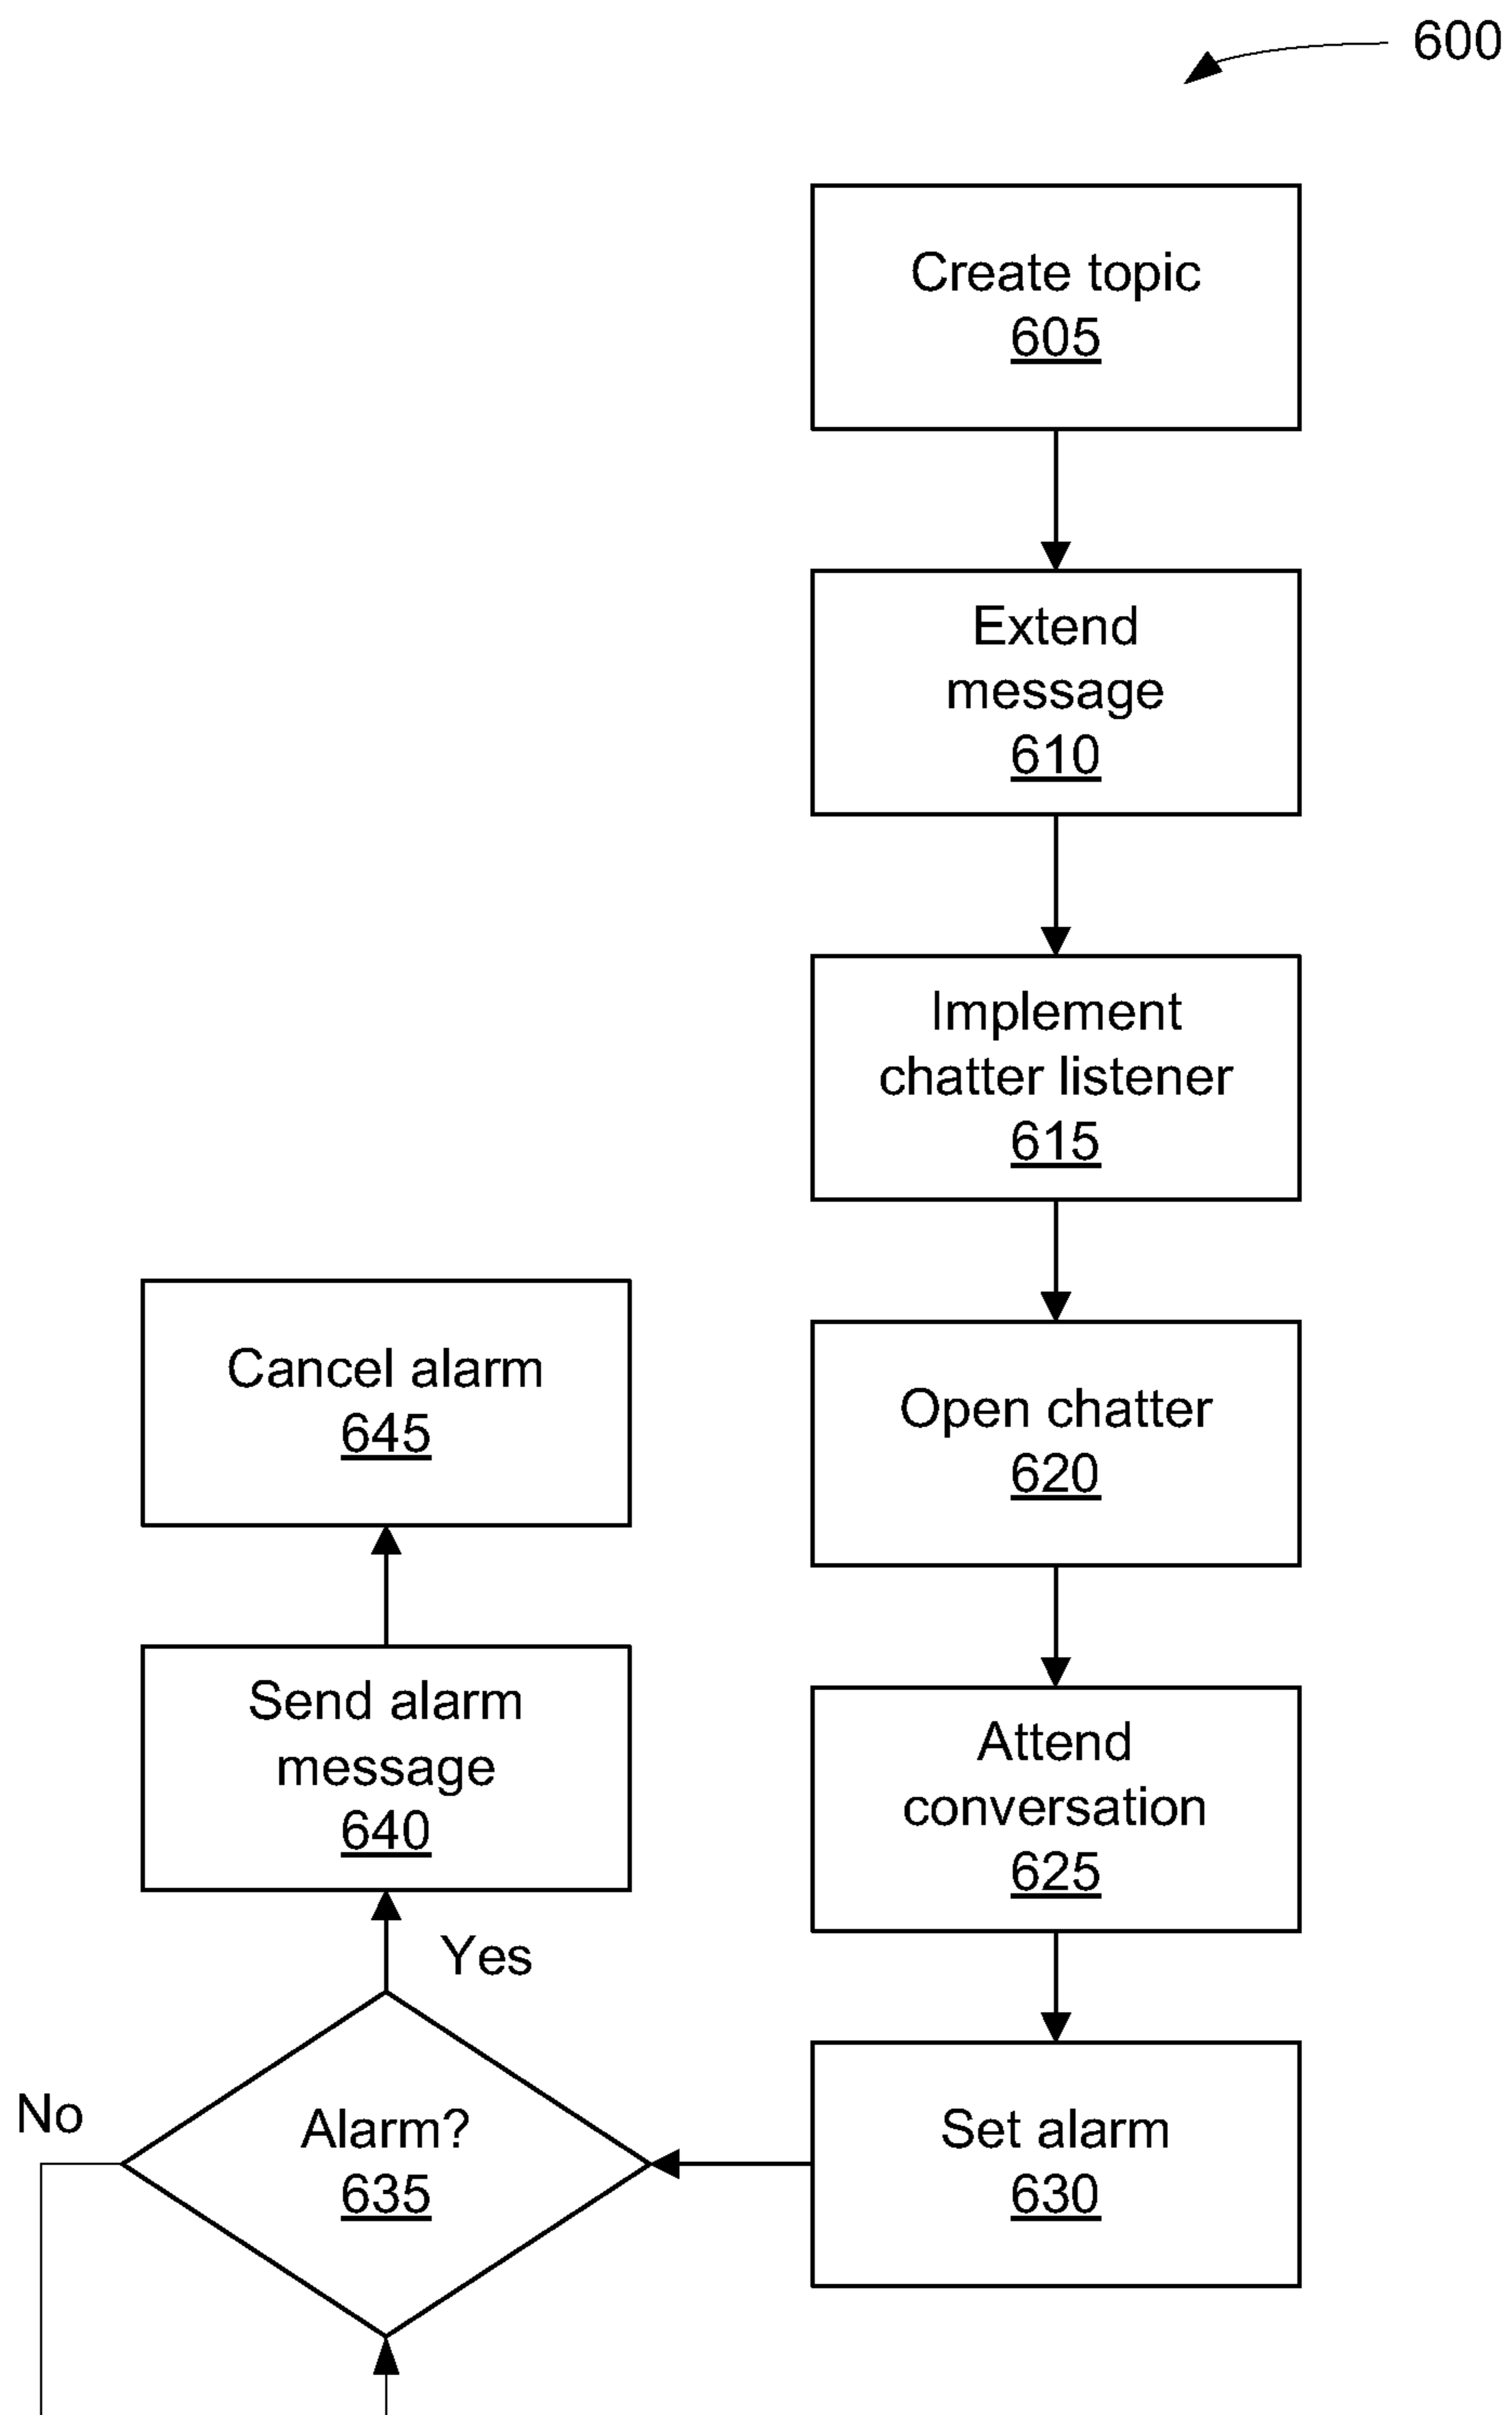 600
Create topic
605
Extend
message
610
Implement
chatter listener
615
Open chatter
620
Attend
conversation
625
Set alarm
630
Alarm?
635
No
Yes
Send alarm
message
640
Cancel alarm
645